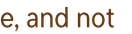 e, and not